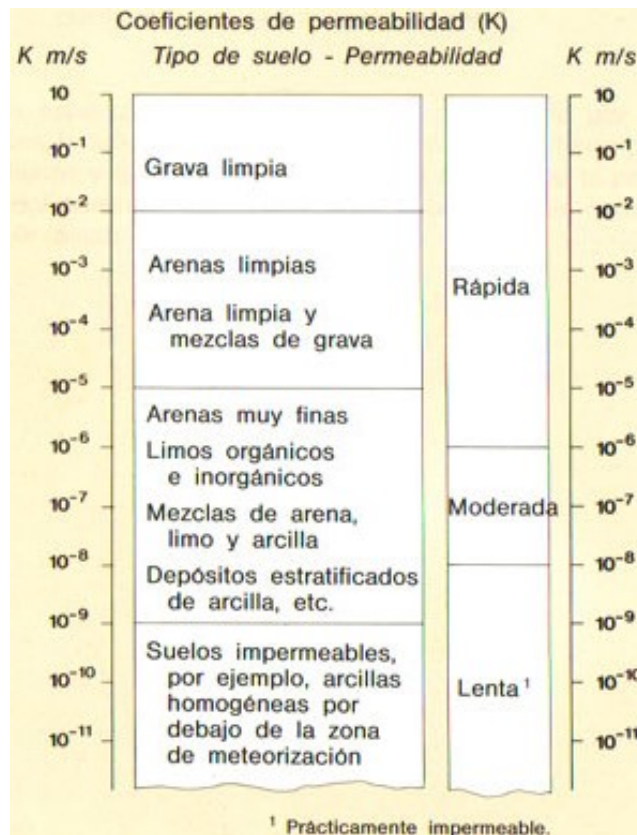 Coeficientes de permeabilidad (K)
K m/s Tipo de suelo - Permeabilidad K m/s
10 10
10⁻¹ 10⁻¹
Grava limpia
10⁻² 10⁻²
10⁻³ Arenas limpias 10⁻³
Rápida
Arena limpia y
10⁻⁴ mezclas de grava 10⁻⁴
10⁻⁵ 10⁻⁵
Arenas muy finas
10⁻⁶ Limos orgánicos 10⁻⁶
e inorgánicos
10⁻⁷ Mezclas de arena, Moderada 10⁻⁷
limo y arcilla
10⁻⁸ 10⁻⁸
Depósitos estratificados
de arcilla, etc.
10⁻⁹ 10⁻⁹
Suelos impermeables,
10⁻¹⁰ por ejemplo, arcillas Lenta ¹ 10⁻¹⁰
homogéneas por
debajo de la zona
10⁻¹¹ de meteorización 10⁻¹¹
¹ Prácticamente impermeable.